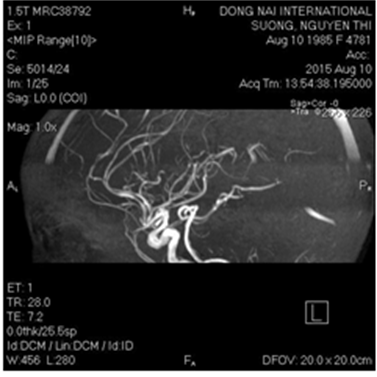 1.5T MRC38792
Ex: 1
<MIP Range[10]>
C:
Se: 5014/24
Im: 1/25
Sag: L0.0 (COI)
Mag: 1.0x
H
DONG NAI INTERNATIONAL
SUONG, NGUYEN THI
Aug 10 1985 F 4781
Acc:
2015 Aug 10
Acq Tm: 13:54:38.195000
Sag>Cor -0
A
P
ET: 1
TR: 28.0
TE: 7.2
0.0thk/25.5sp
Id:DCM / Lin:DCM / Id:ID
W:456 L:280
L
F
DFOV: 20.0 x 20.0cm